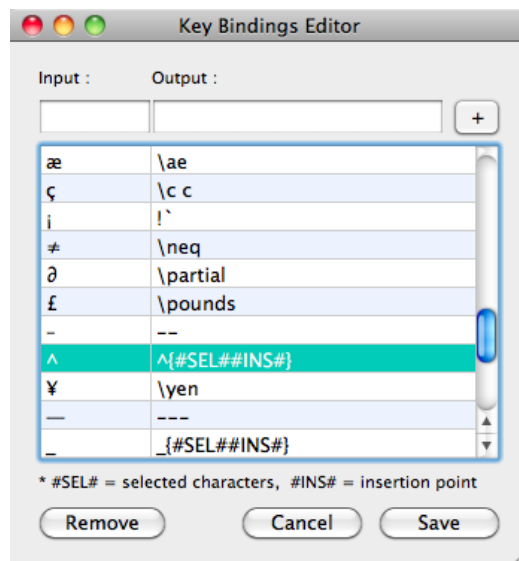 Key Bindings Editor
Input : Output :
+
æ \ae
ç \c c
¡ !`
≠ \neq
∂ \partial
£ \pounds
– --
^ ^{#SEL##INS#}
¥ \yen
— ---
_ _{#SEL##INS#}
* #SEL# = selected characters, #INS# = insertion point
Remove Cancel Save